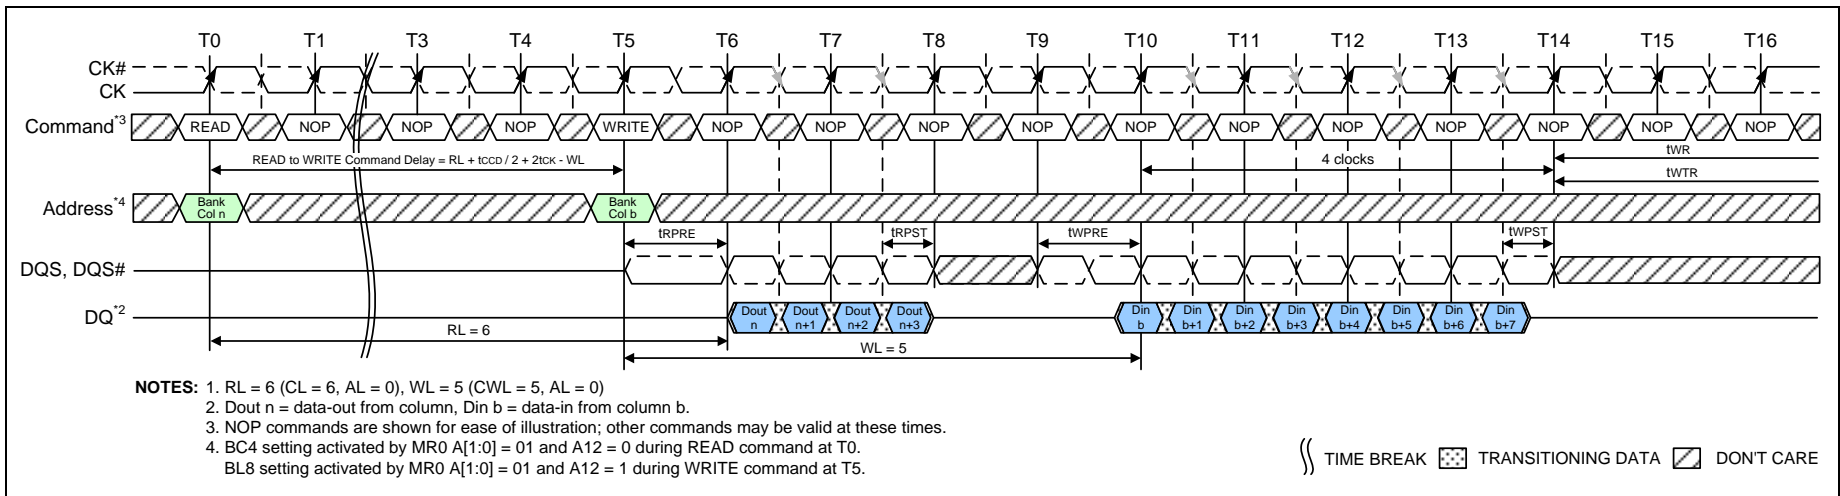 T0 T1 T3 T4 T5 T6 T7 T8 T9 T10 T11 T12 T13 T14 T15 T16
CK#
CK
Command*3 READ NOP NOP NOP WRITE NOP NOP NOP NOP NOP NOP NOP NOP NOP NOP NOP
READ to WRITE Command Delay = RL + tCCD / 2 + 2tCK - WL 4 clocks tWR
tWTR
Address*4 Bank Col n Bank Col b
tRPRE tRPST tWPRE tWPST
DQS, DQS#
DQ*2 Dout n Dout n+1 Dout n+2 Dout n+3 Din b Din b+1 Din b+2 Din b+3 Din b+4 Din b+5 Din b+6 Din b+7
RL = 6
WL = 5
NOTES: 1. RL = 6 (CL = 6, AL = 0), WL = 5 (CWL = 5, AL = 0)
2. Dout n = data-out from column, Din b = data-in from column b.
3. NOP commands are shown for ease of illustration; other commands may be valid at these times.
4. BC4 setting activated by MR0 A[1:0] = 01 and A12 = 0 during READ command at T0.
BL8 setting activated by MR0 A[1:0] = 01 and A12 = 1 during WRITE command at T5.
TIME BREAK TRANSITIONING DATA DON'T CARE